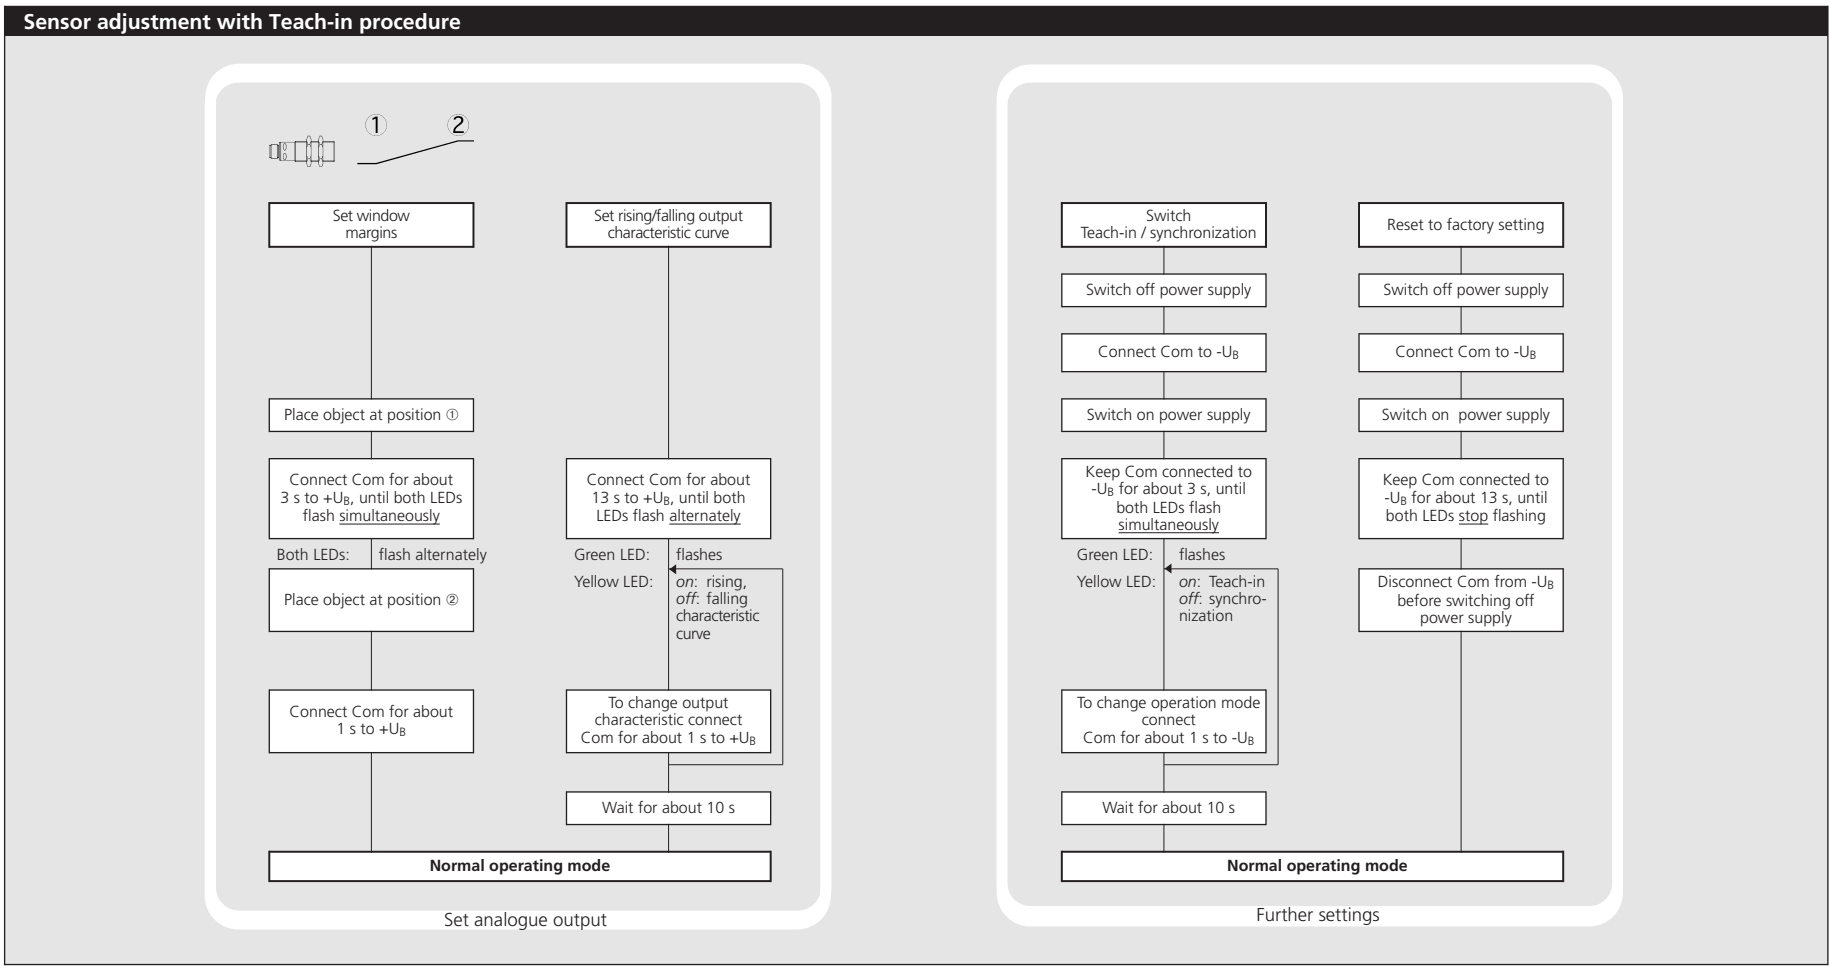 Sensor adjustment with Teach-in procedure
① ②
Set window
margins
Place object at position ①
Connect Com for about
3 s to +UB, until both LEDs
flash simultaneously
Both LEDs: flash alternately
Place object at position ②
Connect Com for about
1 s to +UB
Set rising/falling output
characteristic curve
Connect Com for about
13 s to +UB, until both
LEDs flash alternately
Green LED: flashes
Yellow LED: on: rising,
off: falling
characteristic
curve
To change output
characteristic connect
Com for about 1 s to +UB
Wait for about 10 s
Normal operating mode
Set analogue output
Switch
Teach-in / synchronization
Switch off power supply
Connect Com to -UB
Switch on power supply
Keep Com connected to
-UB for about 3 s, until
both LEDs flash
simultaneously
Green LED: flashes
Yellow LED: on: Teach-in
off: synchro-
nization
To change operation mode
connect
Com for about 1 s to -UB
Wait for about 10 s
Reset to factory setting
Switch off power supply
Connect Com to -UB
Switch on power supply
Keep Com connected to
-UB for about 13 s, until
both LEDs stop flashing
Disconnect Com from -UB
before switching off
power supply
Normal operating mode
Further settings